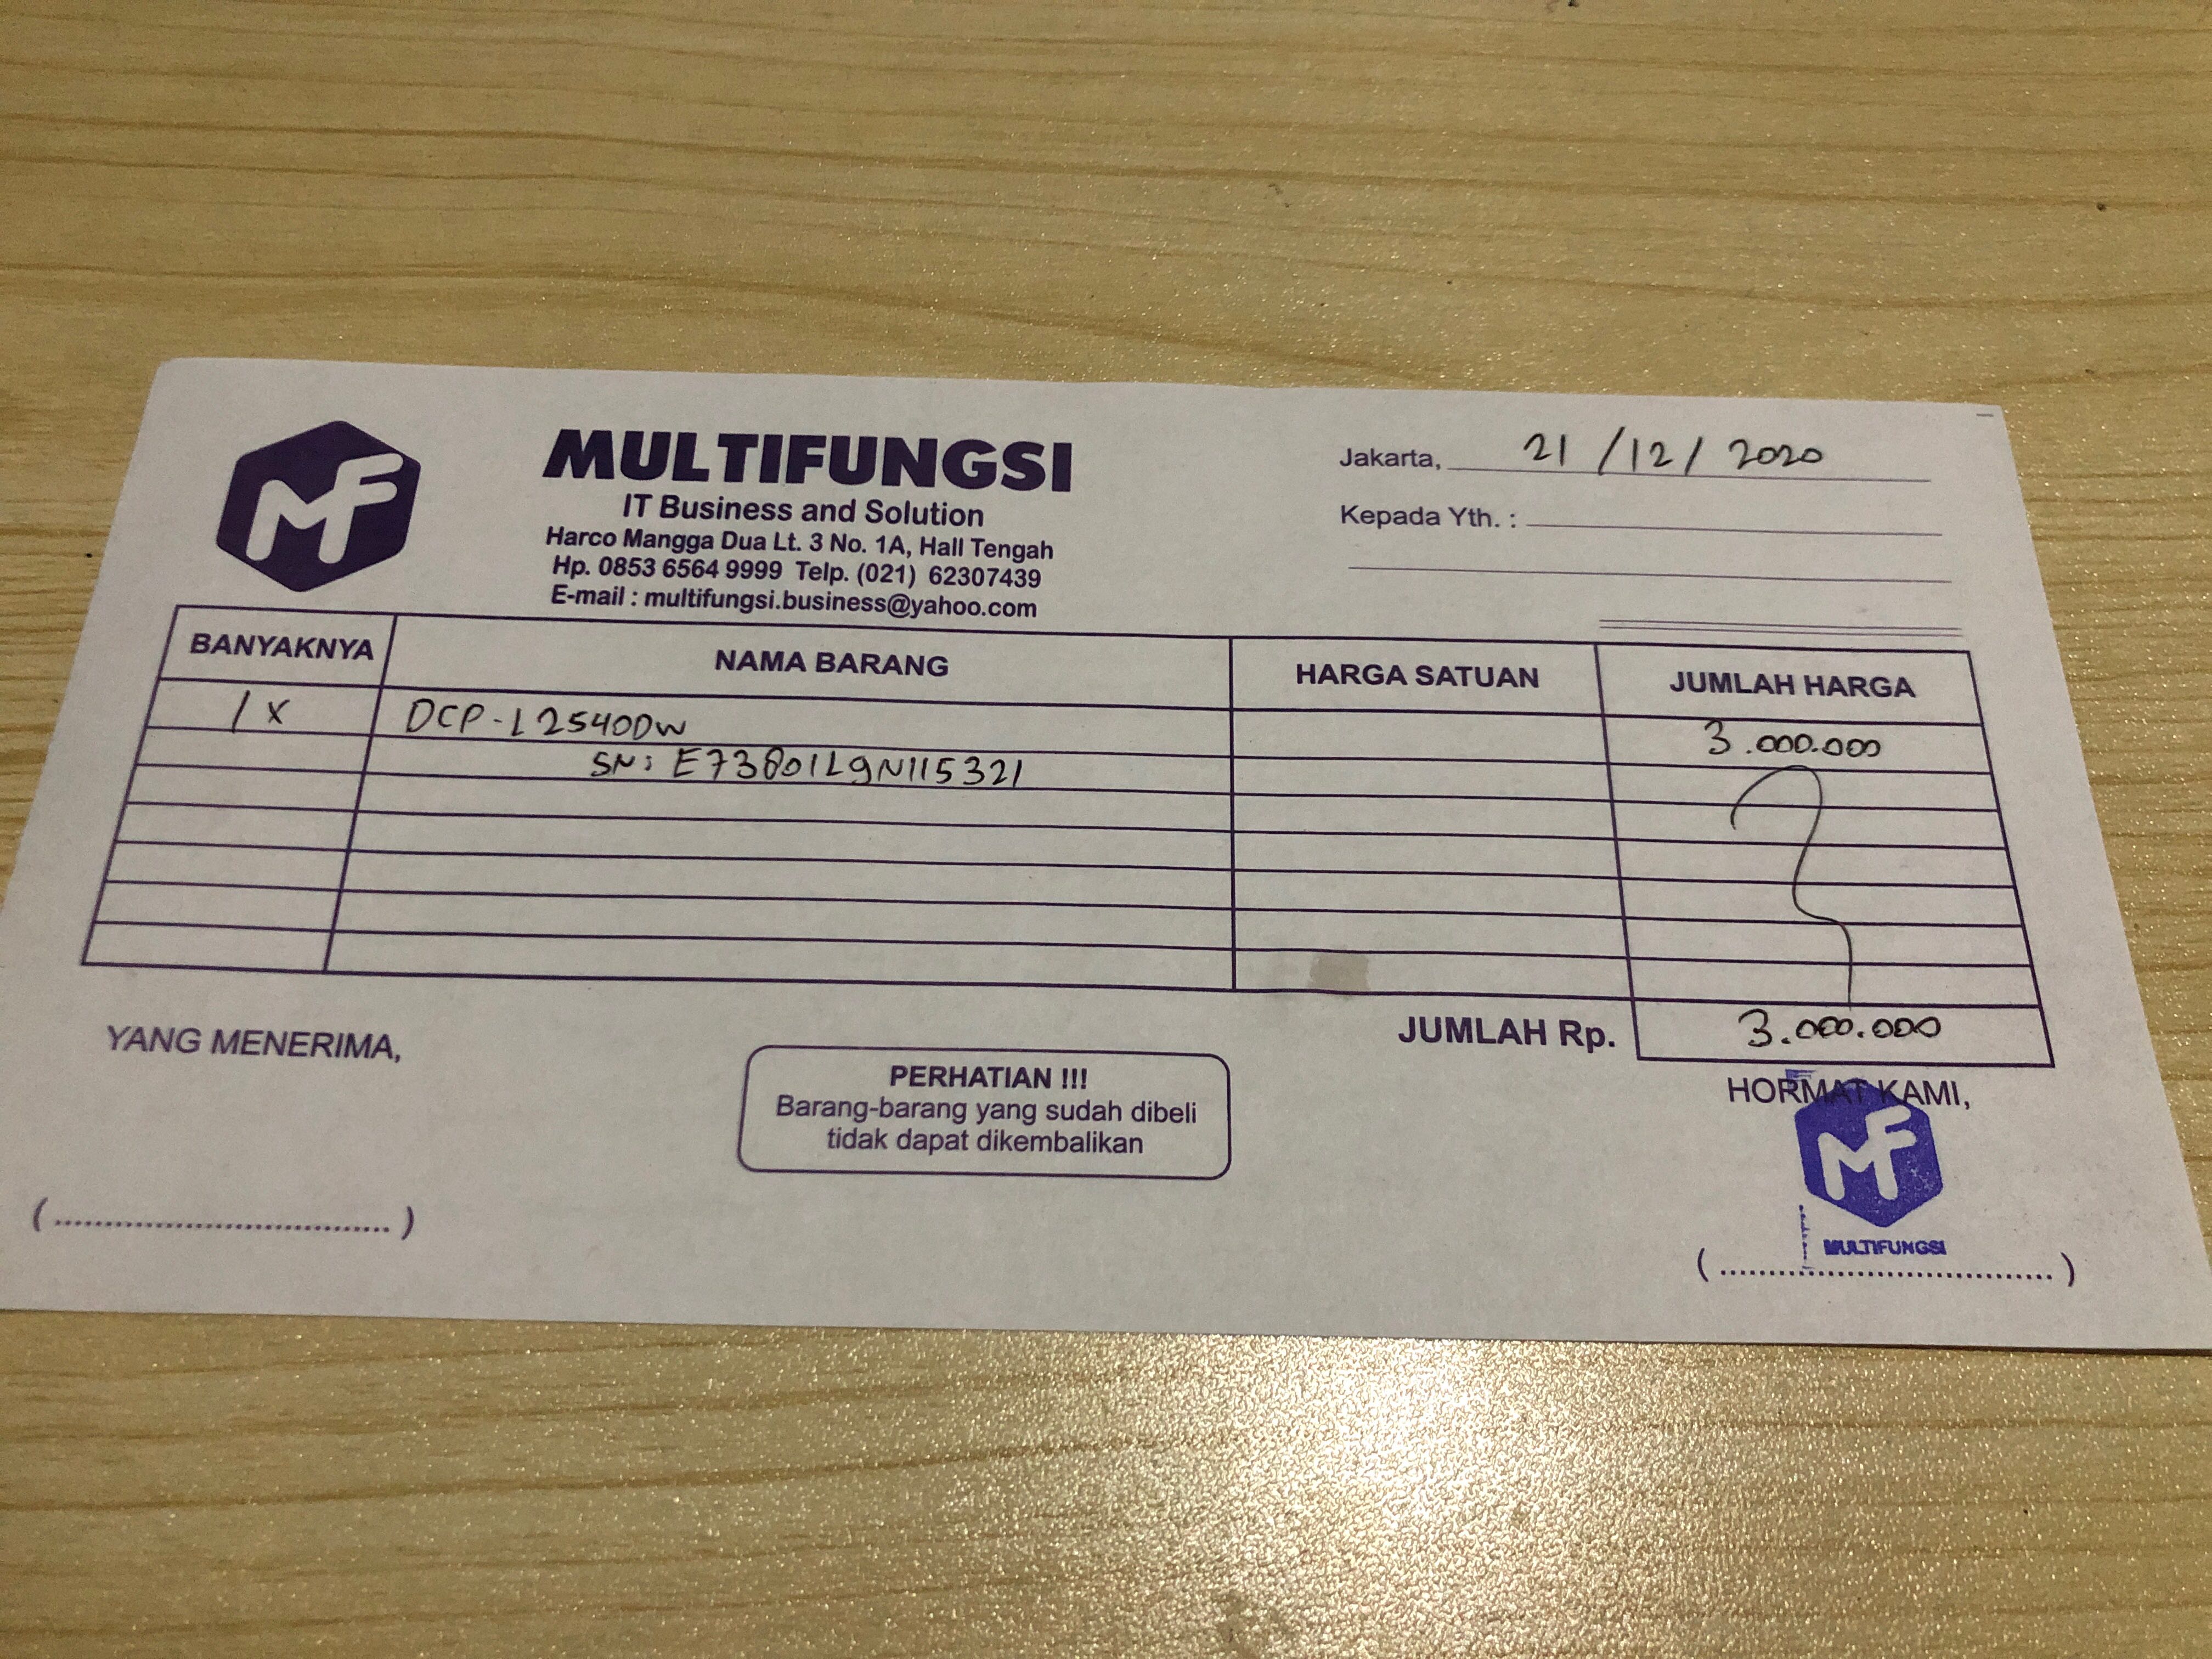 MF
MULTIFUNGSI
IT Business and Solution
Harco Mangga Dua Lt. 3 No. 1A, Hall Tengah
Hp. 0853 6564 9999 Telp. (021) 62307439
E-mail : multifungsi.business@yahoo.com
Jakarta, 21/12/2020
Kepada Yth. :
BANYAKNYA NAMA BARANG HARGA SATUAN JUMLAH HARGA
1 X DCP-L2540DW 3.000.000
SN: E73801L9N115321
JUMLAH Rp. 3.000.000
YANG MENERIMA,
PERHATIAN !!!
Barang-barang yang sudah dibeli
tidak dapat dikembalikan
HORMAT KAMI,
MF
MULTIFUNGSI
(..................................)
(..................................)